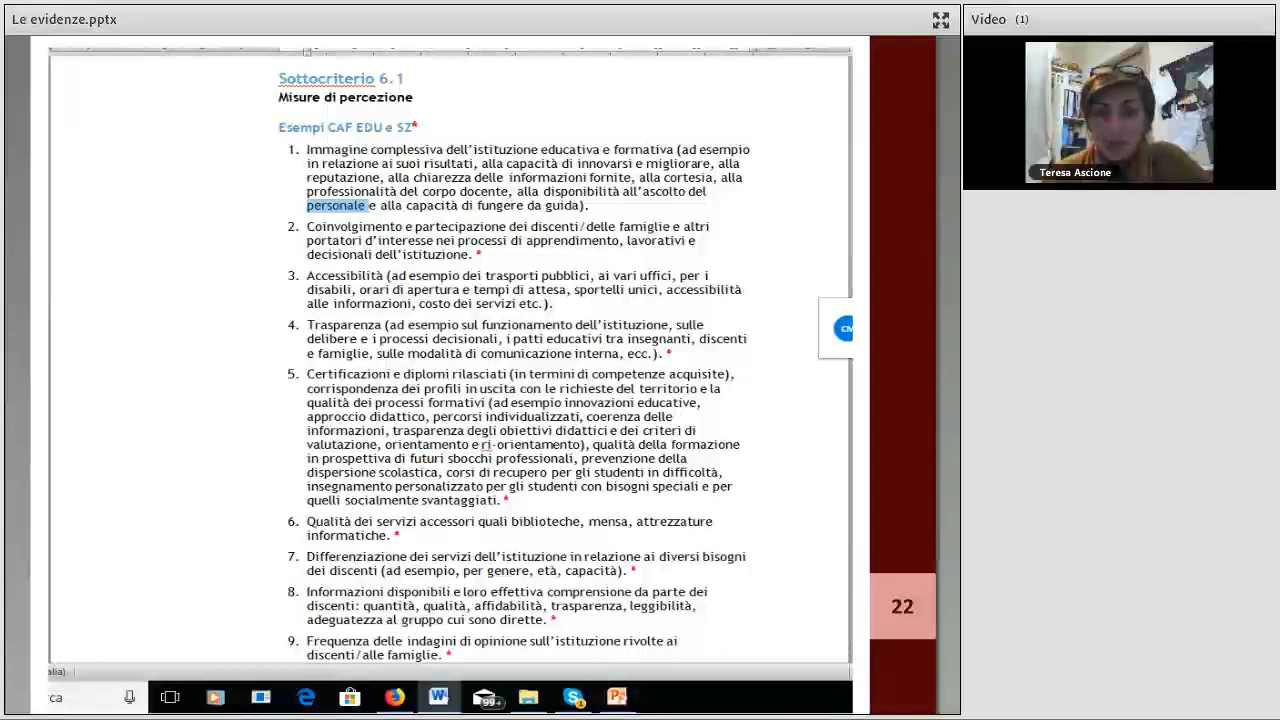 Le evidenze.pptx
Video (1)
Teresa Ascione
Sottocriterio 6.1
Misure di percezione
Esempi CAF EDU e SZ*
1. Immagine complessiva dell'istituzione educativa e formativa (ad esempio
in relazione ai suoi risultati, alla capacità di innovarsi e migliorare, alla
reputazione, alla chiarezza delle informazioni fornite, alla cortesia, alla
professionalità del corpo docente, alla disponibilità all'ascolto del
personale e alla capacità di fungere da guida).
2. Coinvolgimento e partecipazione dei discenti/delle famiglie e altri
portatori d'interesse nei processi di apprendimento, lavorativi e
decisionali dell'istituzione. *
3. Accessibilità (ad esempio dei trasporti pubblici, ai vari uffici, per i
disabili, orari di apertura e tempi di attesa, sportelli unici, accessibilità
alle informazioni, costo dei servizi etc.).
4. Trasparenza (ad esempio sul funzionamento dell'istituzione, sulle
delibere e i processi decisionali, i patti educativi tra insegnanti, discenti
e famiglie, sulle modalità di comunicazione interna, ecc.). *
5. Certificazioni e diplomi rilasciati (in termini di competenze acquisite),
corrispondenza dei profili in uscita con le richieste del territorio e la
qualità dei processi formativi (ad esempio innovazioni educative,
approccio didattico, percorsi individualizzati, coerenza delle
informazioni, trasparenza degli obiettivi didattici e dei criteri di
valutazione, orientamento e ri-orientamento), qualità della formazione
in prospettiva di futuri sbocchi professionali, prevenzione della
dispersione scolastica, corsi di recupero per gli studenti in difficoltà,
insegnamento personalizzato per gli studenti con bisogni speciali e per
quelli socialmente svantaggiati. *
6. Qualità dei servizi accessori quali biblioteche, mensa, attrezzature
informatiche. *
7. Differenziazione dei servizi dell'istituzione in relazione ai diversi bisogni
dei discenti (ad esempio, per genere, età, capacità). *
8. Informazioni disponibili e loro effettiva comprensione da parte dei
discenti: quantità, qualità, affidabilità, trasparenza, leggibilità,
adeguatezza al gruppo cui sono dirette. *
9. Frequenza delle indagini di opinione sull'istituzione rivolte ai
discenti/alle famiglie. *
CM
22
alia)
ca
99+
1